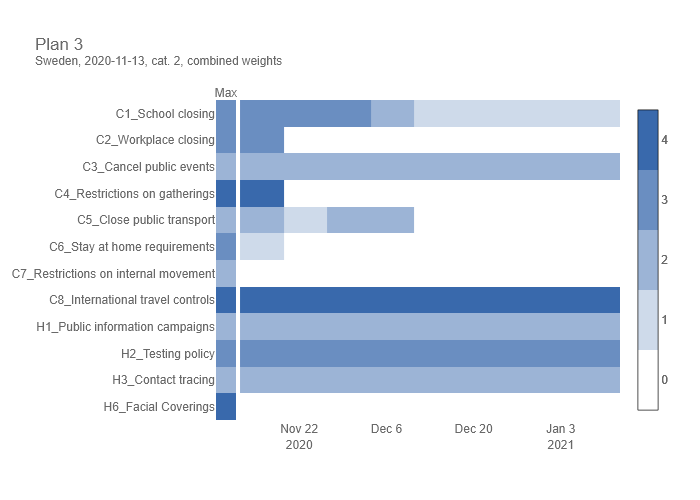 Plan 3
Sweden, 2020-11-13, cat. 2, combined weights
Max
C1_School closing
C2_Workplace closing
C3_Cancel public events
C4_Restrictions on gatherings
C5_Close public transport
C6_Stay at home requirements
C7_Restrictions on internal movement
C8_International travel controls
H1_Public information campaigns
H2_Testing policy
H3_Contact tracing
H6_Facial Coverings
4
3
2
1
0
Nov 22 Dec 6 Dec 20 Jan 3
2020 2021